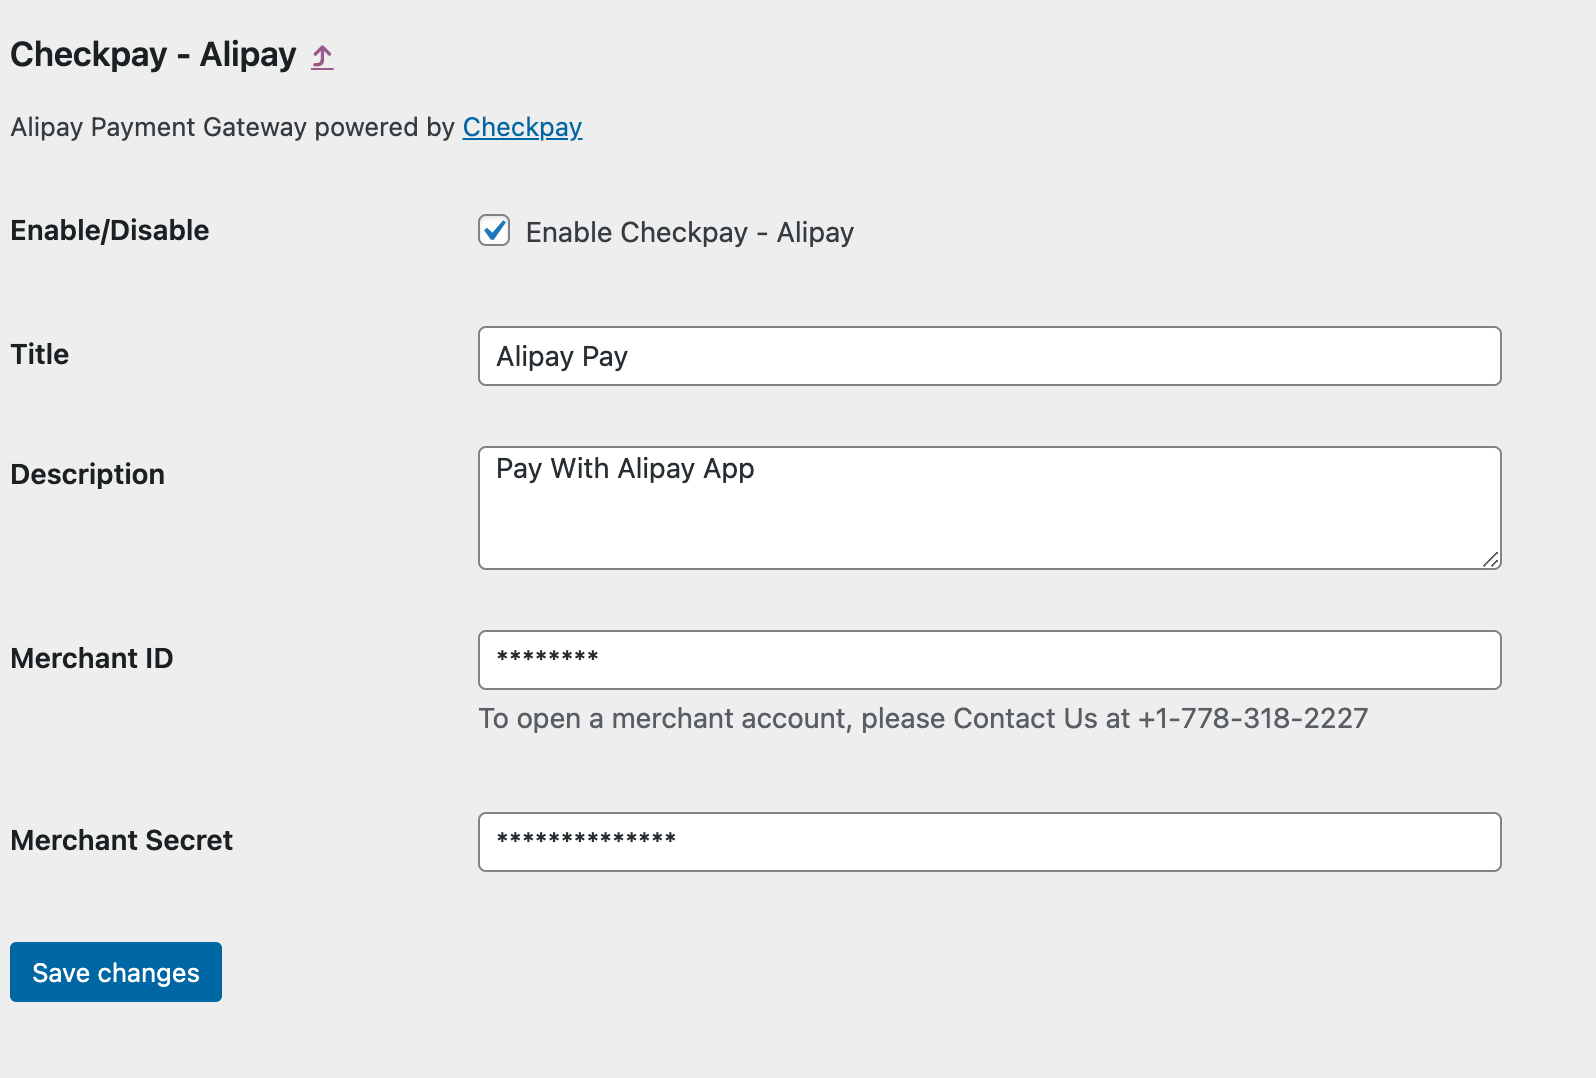 Checkpay - Alipay ⤴
Alipay Payment Gateway powered by Checkpay
Enable/Disable
Enable Checkpay - Alipay
Title
Alipay Pay
Description
Pay With Alipay App
Merchant ID
********
To open a merchant account, please Contact Us at +1-778-318-2227
Merchant Secret
**************
Save changes